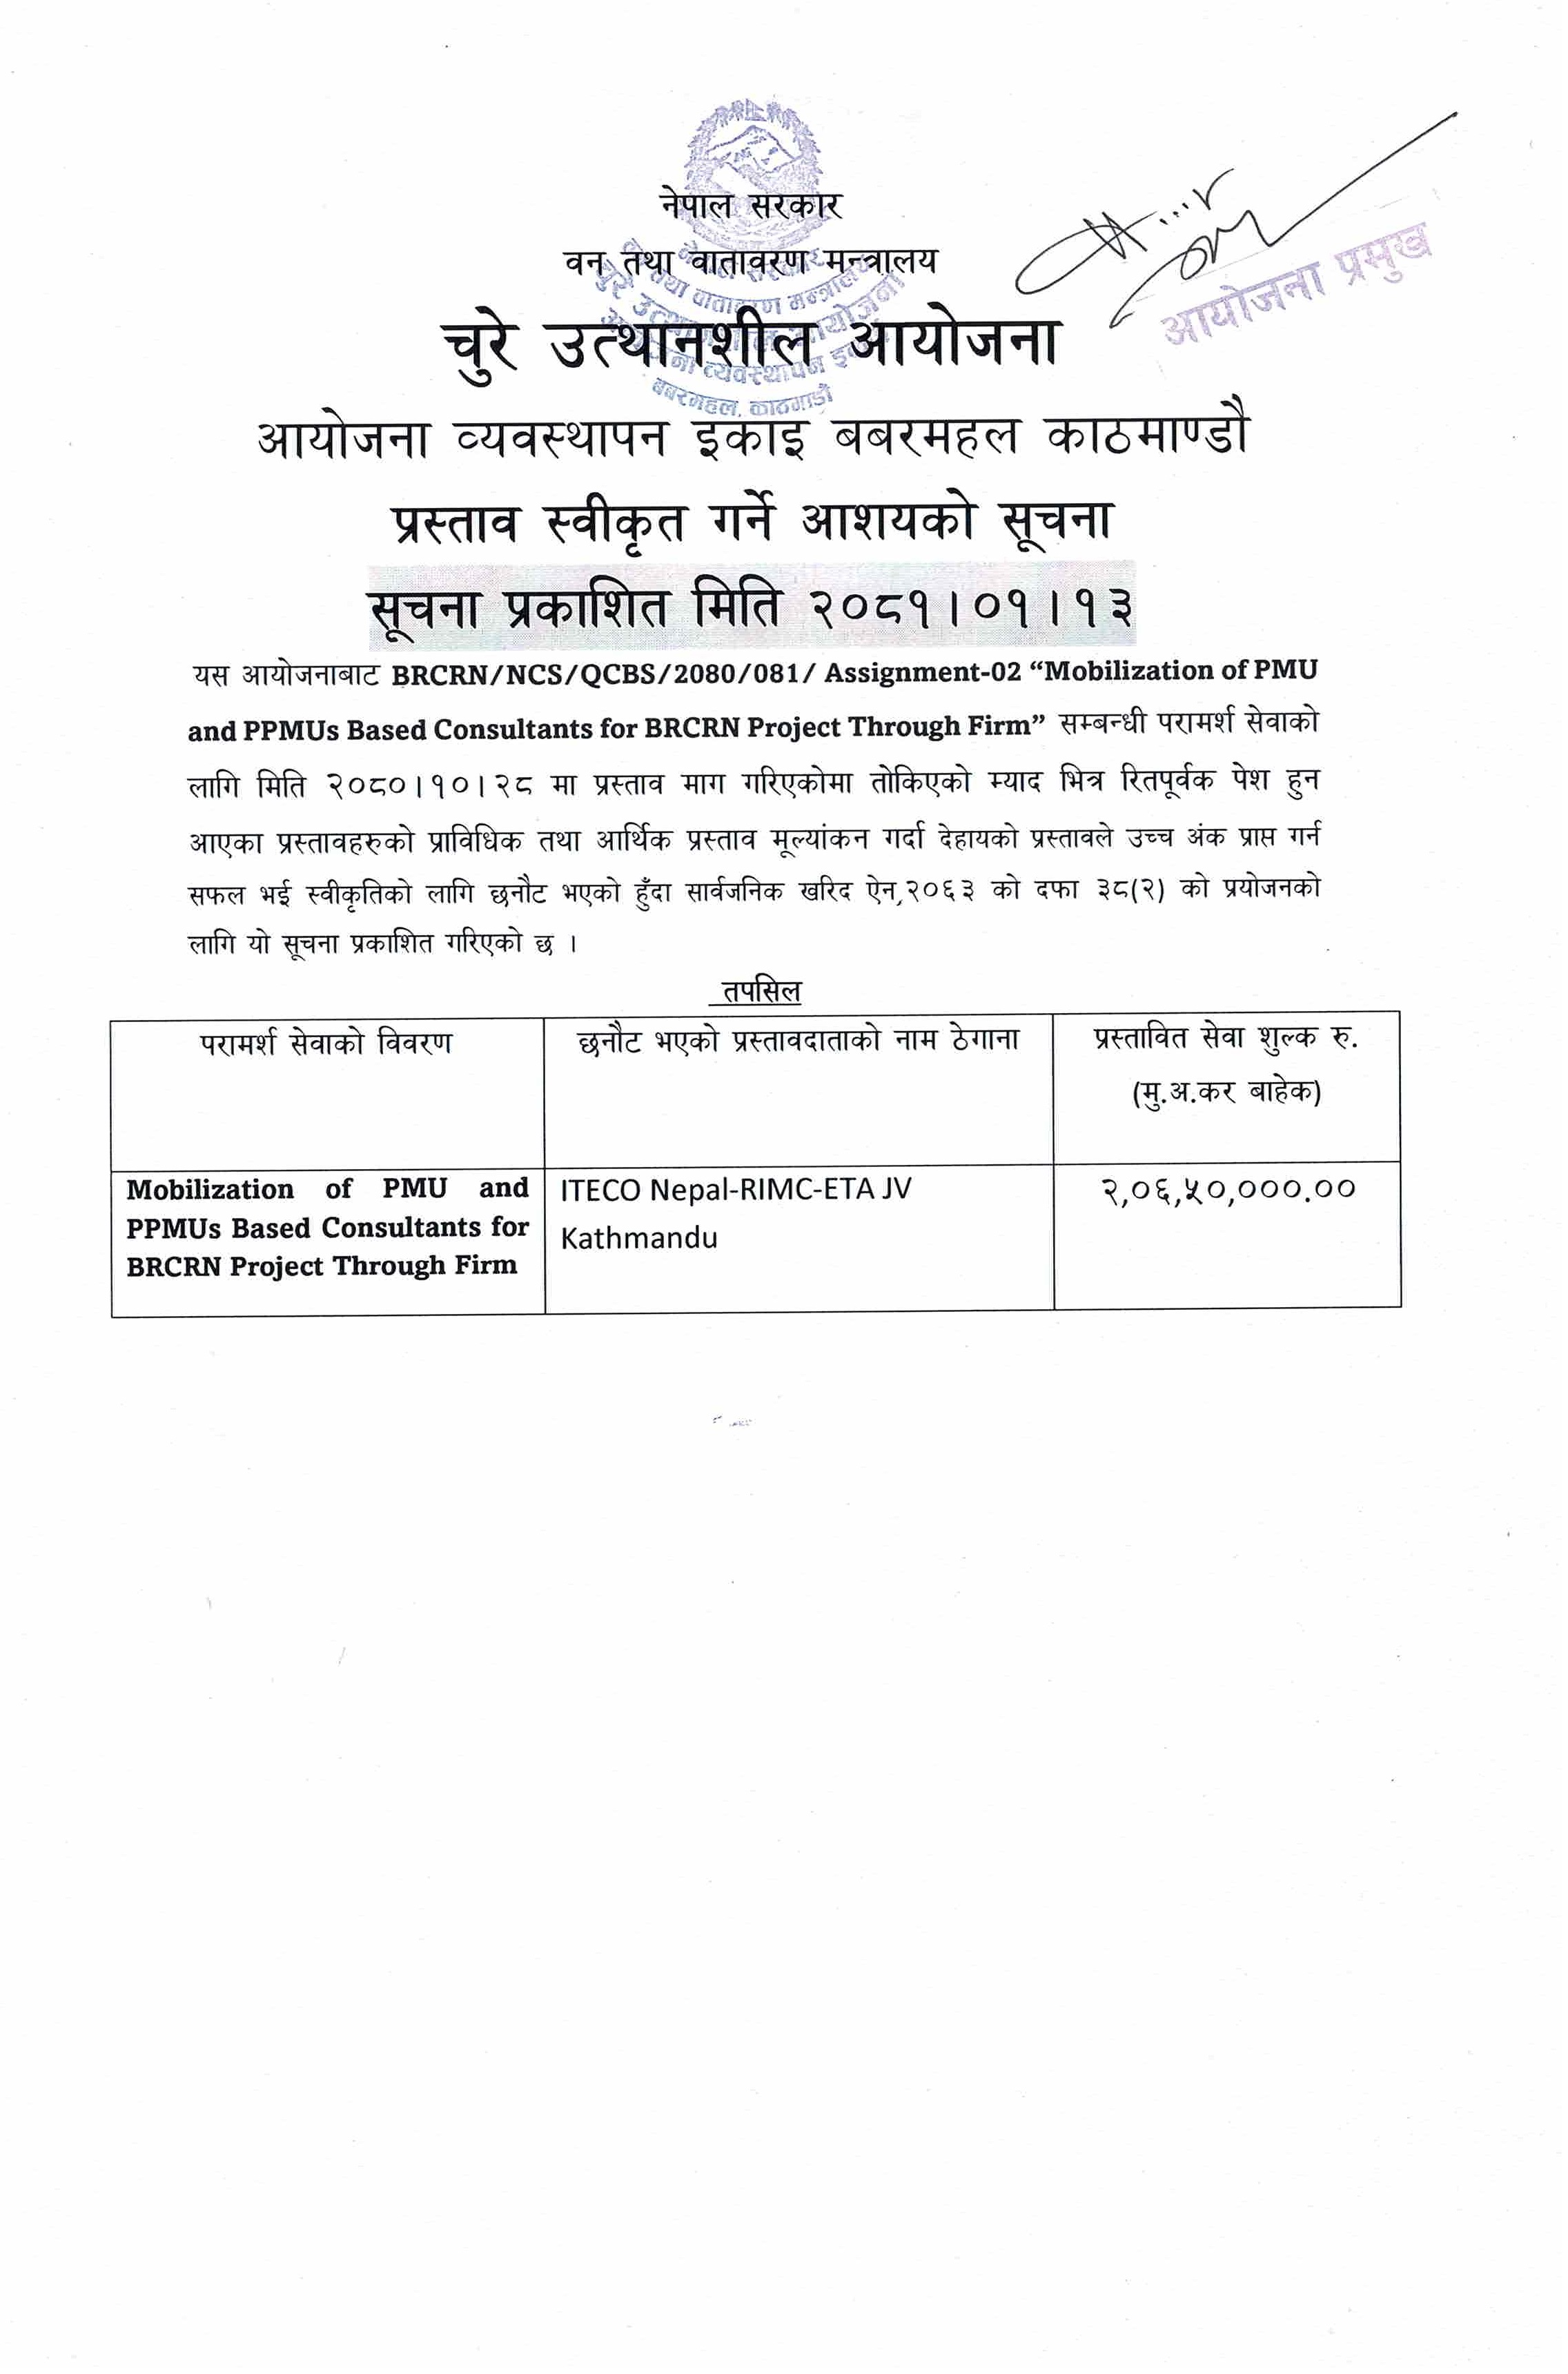 नेपाल सरकार
वन तथा वातावरण मन्त्रालय
चुरे उत्थानशील आयोजना
आयोजना व्यवस्थापन इकाइ बबरमहल काठमाण्डौ
प्रस्ताव स्वीकृत गर्ने आशयको सूचना
सूचना प्रकाशित मिति २०८१।०१।१३
आयोजना प्रमुख
यस आयोजनाबाट BRCRN/NCS/QCBS/2080/081/ Assignment-02 “Mobilization of PMU
and PPMUs Based Consultants for BRCRN Project Through Firm” सम्बन्धी परामर्श सेवाको
लागि मिति २०८०।१०।२८ मा प्रस्ताव माग गरिएकोमा तोकिएको म्याद भित्र रितपूर्वक पेश हुन
आएका प्रस्तावहरुको प्राविधिक तथा आर्थिक प्रस्ताव मूल्यांकन गर्दा देहायको प्रस्तावले उच्च अंक प्राप्त गर्न
सफल भई स्वीकृतिको लागि छनौट भएको हुँदा सार्वजनिक खरिद ऐन,२०६३ को दफा ३८(२) को प्रयोजनको
लागि यो सूचना प्रकाशित गरिएको छ ।
तपसिल
परामर्श सेवाको विवरण
छनौट भएको प्रस्तावदाताको नाम ठेगाना
प्रस्तावित सेवा शुल्क रु.
(मु.अ.कर बाहेक)
Mobilization of PMU and
PPMUs Based Consultants for
BRCRN Project Through Firm
ITECO Nepal-RIMC-ETA JV
Kathmandu
२,०६,५०,०००.००